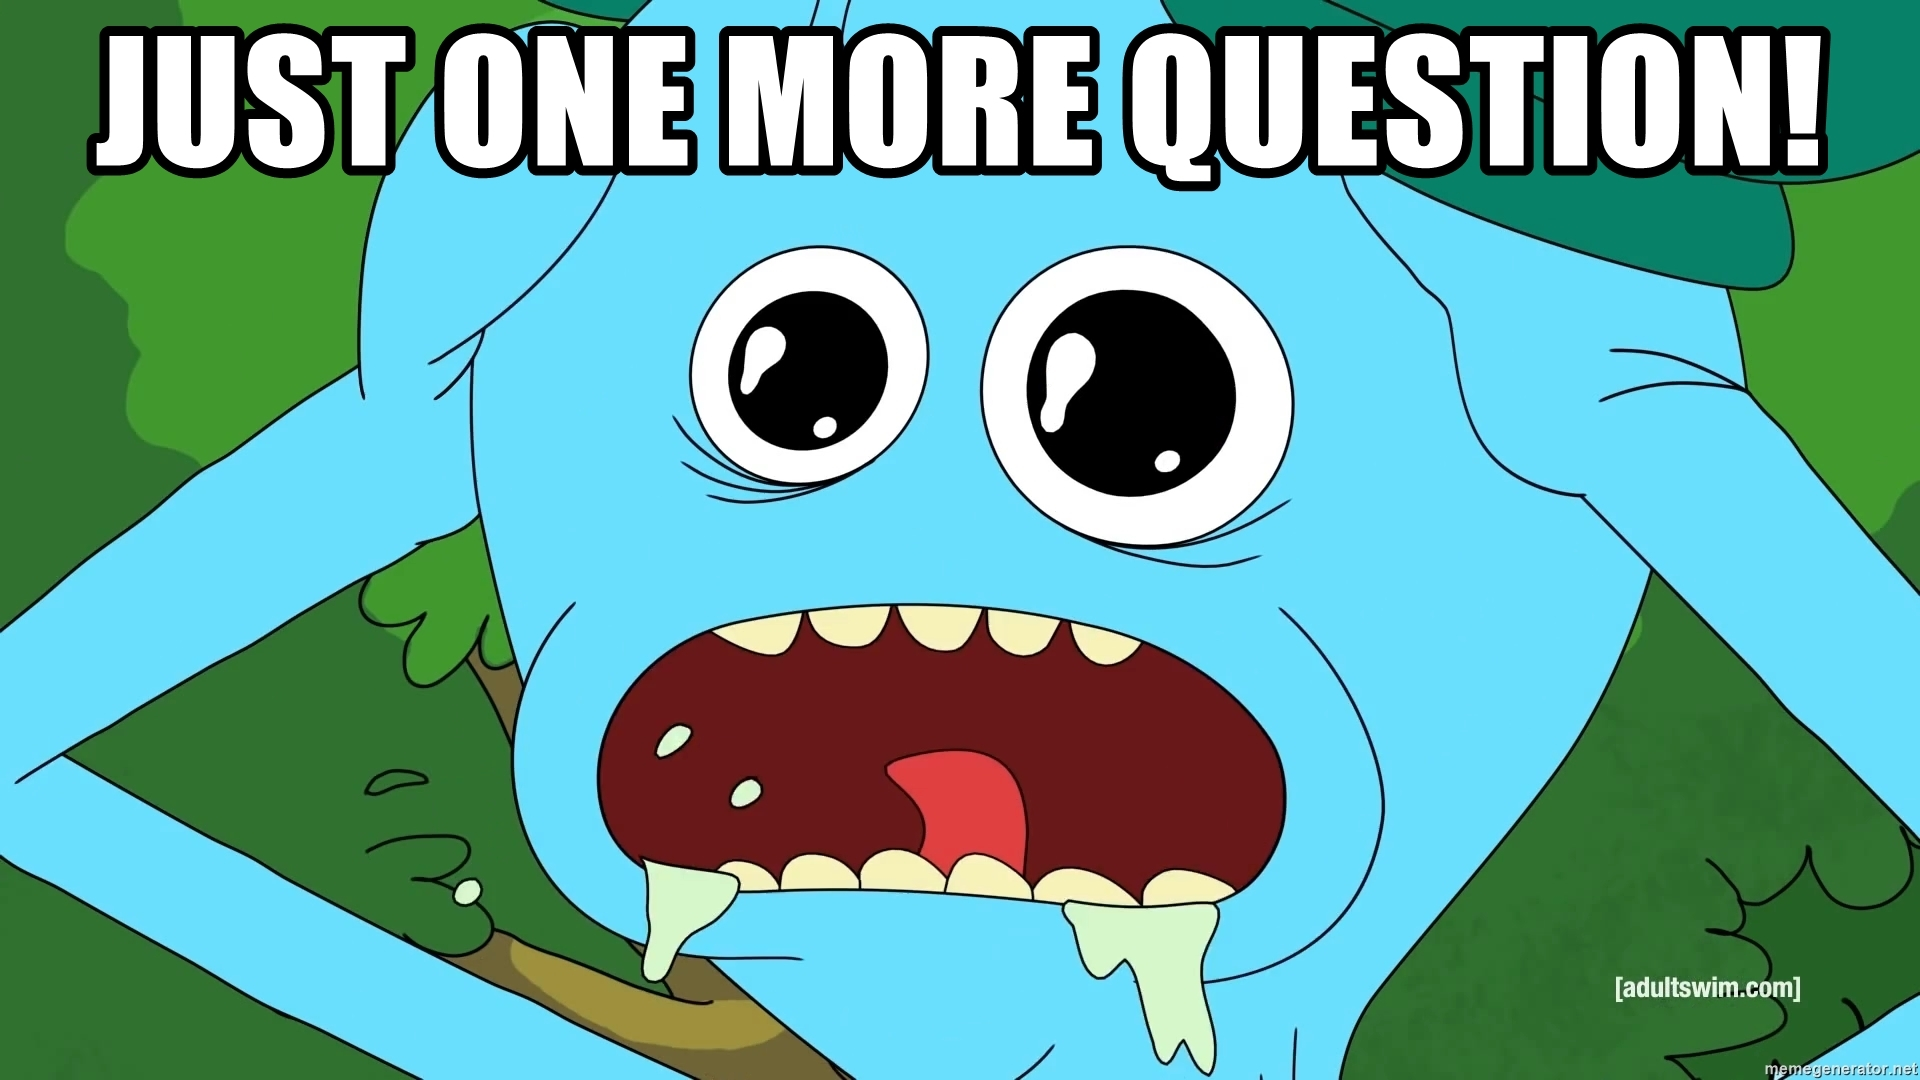 JUST ONE MORE QUESTION!
[adultswim.com]
memegenerator.net